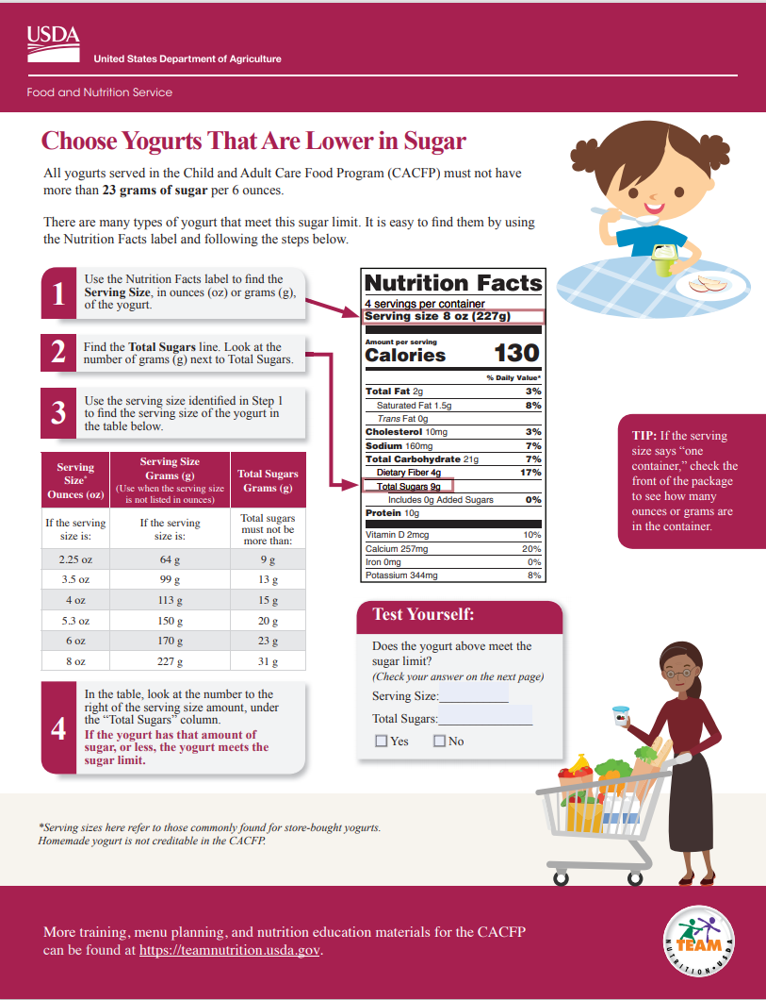 USDA
United States Department of Agriculture
Food and Nutrition Service
Choose Yogurts That Are Lower in Sugar
All yogurts served in the Child and Adult Care Food Program (CACFP) must not have
more than 23 grams of sugar per 6 ounces.
There are many types of yogurt that meet this sugar limit. It is easy to find them by using
the Nutrition Facts label and following the steps below.
1
Use the Nutrition Facts label to find the
Serving Size, in ounces (oz) or grams (g),
of the yogurt.
2
Find the Total Sugars line. Look at the
number of grams (g) next to Total Sugars.
3
Use the serving size identified in Step 1
to find the serving size of the yogurt in
the table below.
Serving
Size*
Ounces (oz)
Serving Size
Grams (g)
(Use when the serving size
is not listed in ounces)
Total Sugars
Grams (g)
If the serving
size is:
If the serving
size is:
Total sugars
must not be
more than:
2.25 oz 64 g 9 g
3.5 oz 99 g 13 g
4 oz 113 g 15 g
5.3 oz 150 g 20 g
6 oz 170 g 23 g
8 oz 227 g 31 g
4
In the table, look at the number to the
right of the serving size amount, under
the “Total Sugars” column.
If the yogurt has that amount of
sugar, or less, the yogurt meets the
sugar limit.
Nutrition Facts
4 servings per container
Serving size 8 oz (227g)
Amount per serving
Calories 130
% Daily Value*
Total Fat 2g 3%
Saturated Fat 1.5g 8%
Trans Fat 0g
Cholesterol 10mg 3%
Sodium 160mg 7%
Total Carbohydrate 21g 7%
Dietary Fiber 4g 17%
Total Sugars 9g
Includes 0g Added Sugars 0%
Protein 10g
Vitamin D 2mcg 10%
Calcium 257mg 20%
Iron 0mg 0%
Potassium 344mg 8%
TIP: If the serving
size says “one
container,” check the
front of the package
to see how many
ounces or grams are
in the container.
Test Yourself:
Does the yogurt above meet the
sugar limit?
(Check your answer on the next page)
Serving Size:
Total Sugars:
Yes No
*Serving sizes here refer to those commonly found for store-bought yogurts.
Homemade yogurt is not creditable in the CACFP.
More training, menu planning, and nutrition education materials for the CACFP
can be found at https://teamnutrition.usda.gov.
TEAM
NUTRITION • USDA